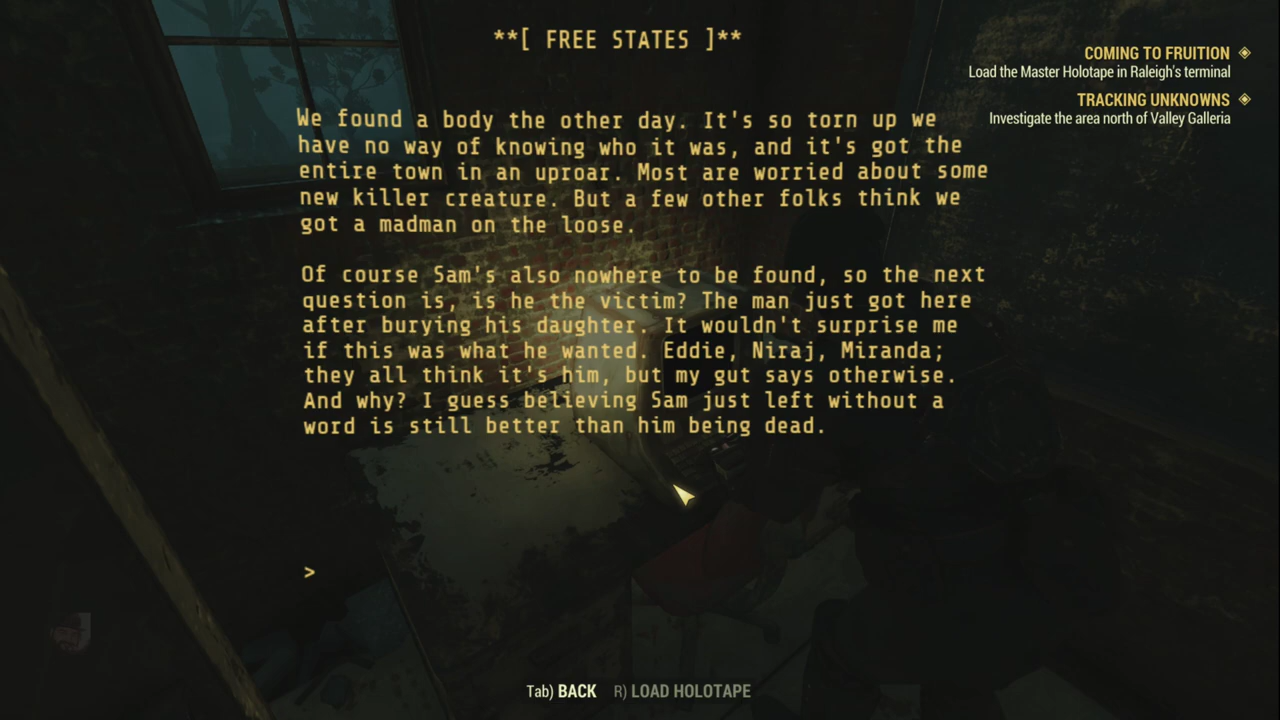 **[ FREE STATES ]**
COMING TO FRUITION
Load the Master Holotape in Raleigh's terminal
TRACKING UNKNOWNS
Investigate the area north of Valley Galleria
We found a body the other day. It's so torn up we
have no way of knowing who it was, and it's got the
entire town in an uproar. Most are worried about some
new killer creature. But a few other folks think we
got a madman on the loose.
Of course Sam's also nowhere to be found, so the next
question is, is he the victim? The man just got here
after burying his daughter. It wouldn't surprise me
if this was what he wanted. Eddie, Niraj, Miranda;
they all think it's him, but my gut says otherwise.
And why? I guess believing Sam just left without a
word is still better than him being dead.
>
Tab) BACK R) LOAD HOLOTAPE